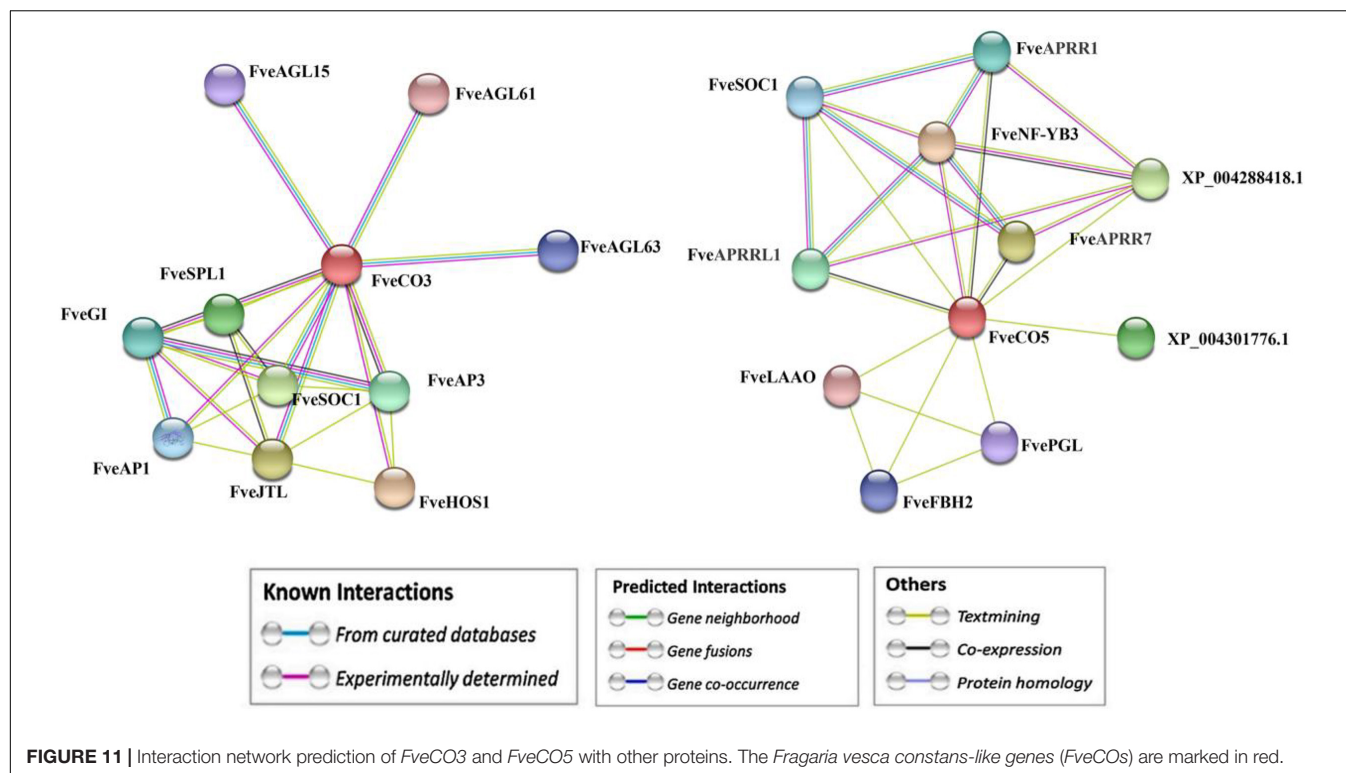 FveAGL15
FveAGL61
FveAGL63
FveCO3
FveSPL1
FveGI
FveAP3
FveSOC1
FveAP1
FveJTL
FveHOS1
FveAPRR1
FveSOC1
FveNF-YB3
XP_004288418.1
FveAPRR7
FveAPRRL1
FveCO5
XP_004301776.1
FveLAAO
FvePGL
FveFBH2
Known Interactions
From curated databases
Experimentally determined
Predicted Interactions
Gene neighborhood
Gene fusions
Gene co-occurrence
Others
Textmining
Co-expression
Protein homology
FIGURE 11 | Interaction network prediction of FveCO3 and FveCO5 with other proteins. The Fragaria vesca constans-like genes (FveCOs) are marked in red.